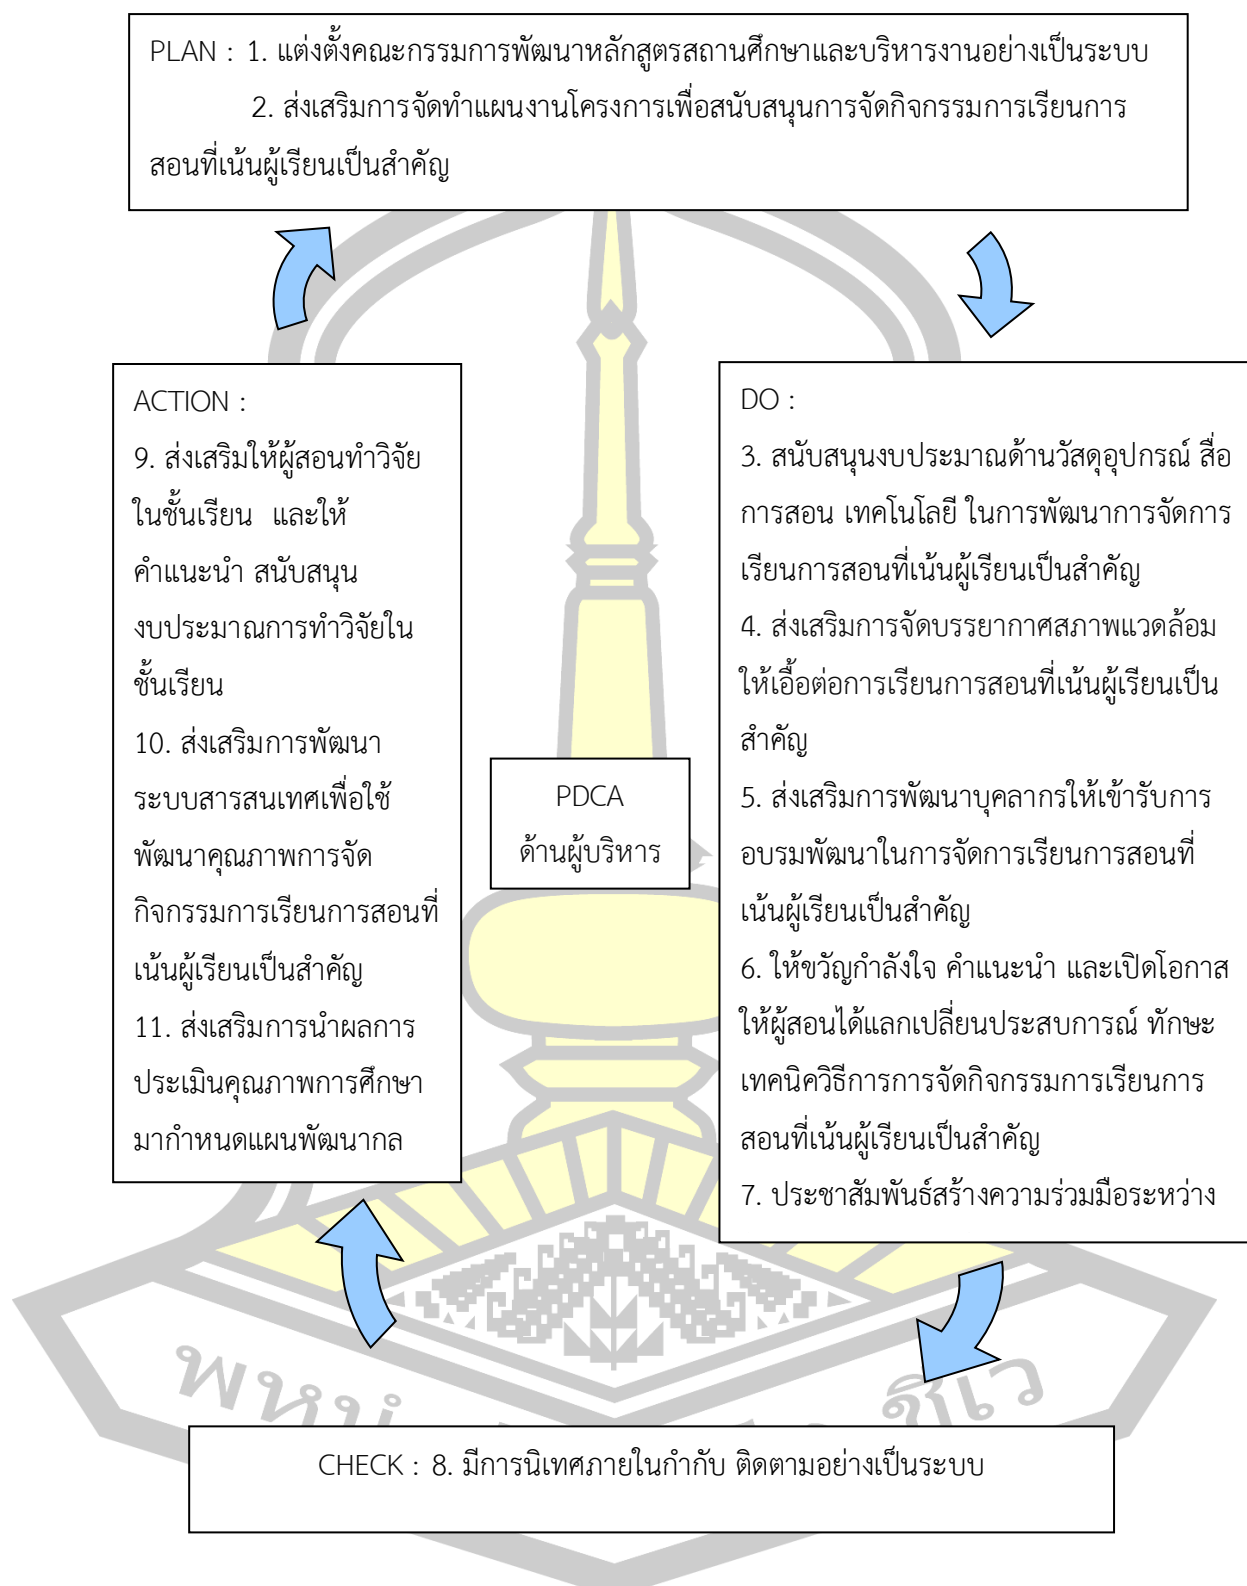 PLAN : 1. แต่งตั้งคณะกรรมการพัฒนาหลักสูตรสถานศึกษาและบริหารงานอย่างเป็นระบบ
2. ส่งเสริมการจัดทำแผนงานโครงการเพื่อสนับสนุนการจัดกิจกรรมการเรียนการ
สอนที่เน้นผู้เรียนเป็นสำคัญ
ACTION :
9. ส่งเสริมให้ผู้สอนทำวิจัย
ในชั้นเรียน และให้
คำแนะนำ สนับสนุน
งบประมาณการทำวิจัยใน
ชั้นเรียน
10. ส่งเสริมการพัฒนา
ระบบสารสนเทศเพื่อใช้
พัฒนาคุณภาพการจัด
กิจกรรมการเรียนการสอนที่
เน้นผู้เรียนเป็นสำคัญ
11. ส่งเสริมการนำผลการ
ประเมินคุณภาพการศึกษา
มากำหนดแผนพัฒนากล
PDCA
ด้านผู้บริหาร
DO :
3. สนับสนุนงบประมาณด้านวัสดุอุปกรณ์ สื่อ
การสอน เทคโนโลยี ในการพัฒนาการจัดการ
เรียนการสอนที่เน้นผู้เรียนเป็นสำคัญ
4. ส่งเสริมการจัดบรรยากาศสภาพแวดล้อม
ให้เอื้อต่อการเรียนการสอนที่เน้นผู้เรียนเป็น
สำคัญ
5. ส่งเสริมการพัฒนาบุคลากรให้เข้ารับการ
อบรมพัฒนาในการจัดการเรียนการสอนที่
เน้นผู้เรียนเป็นสำคัญ
6. ให้ขวัญกำลังใจ คำแนะนำ และเปิดโอกาส
ให้ผู้สอนได้แลกเปลี่ยนประสบการณ์ ทักษะ
เทคนิควิธีการการจัดกิจกรรมการเรียนการ
สอนที่เน้นผู้เรียนเป็นสำคัญ
7. ประชาสัมพันธ์สร้างความร่วมมือระหว่าง
CHECK : 8. มีการนิเทศภายในกำกับ ติดตามอย่างเป็นระบบ
พหุนํ
ชีเว